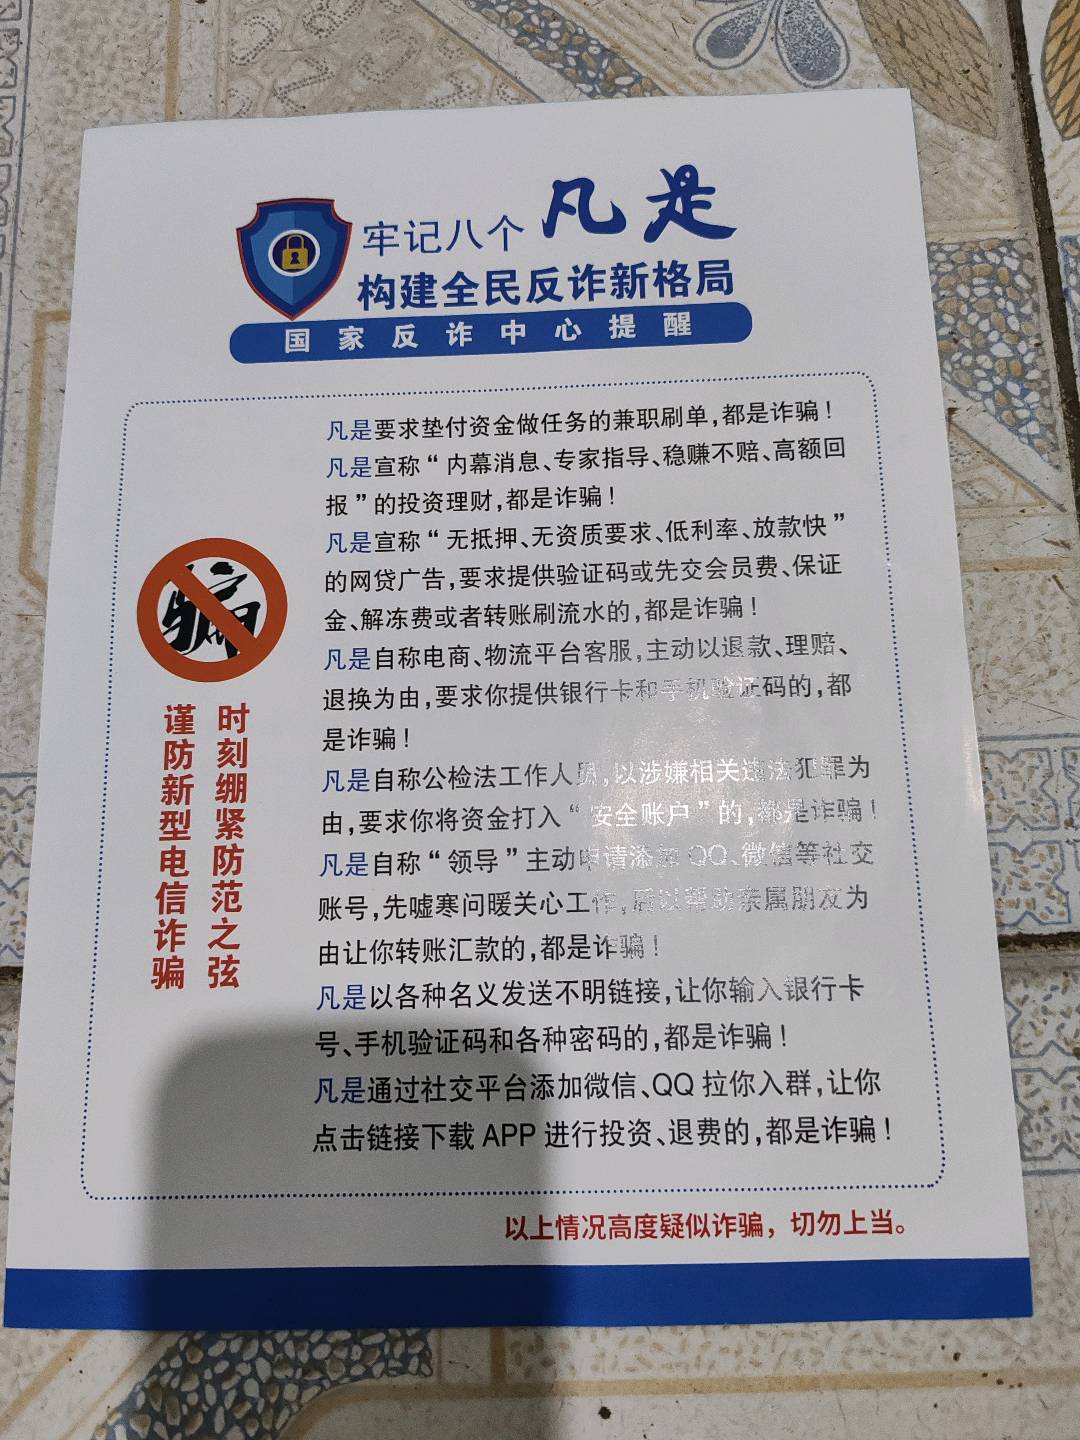 牢记八个凡是
构建全民反诈新格局
国家反诈中心提醒
凡是要求垫付资金做任务的兼职刷单,都是诈骗!
凡是宣称“内幕消息、专家指导、稳赚不赔、高额回
报”的投资理财,都是诈骗!
凡是宣称“无抵押、无资质要求、低利率、放款快”
的网贷广告,要求提供验证码或先交会员费、保证
金、解冻费或者转账刷流水的,都是诈骗!
凡是自称电商、物流平台客服,主动以退款、理赔、
退换为由,要求你提供银行卡和手机验证码的,都
是诈骗!
凡是自称公检法工作人员,以涉嫌相关违法犯罪为
由,要求你将资金打入“安全账户”的,都是诈骗!
凡是自称“领导”主动申请添加QQ、微信等社交
账号,先嘘寒问暖关心工作,后以帮助亲属朋友为
由让你转账汇款的,都是诈骗!
凡是以各种名义发送不明链接,让你输入银行卡
号、手机验证码和各种密码的,都是诈骗!
凡是通过社交平台添加微信、QQ拉你入群,让你
点击链接下载APP进行投资、退费的,都是诈骗!
骗
时刻绷紧防范之弦
谨防新型电信诈骗
以上情况高度疑似诈骗，切勿上当。